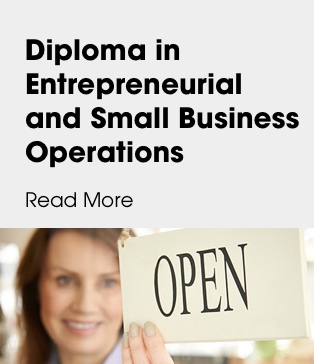 Diploma in
Entrepreneurial
and Small Business
Operations
Read More
OPEN